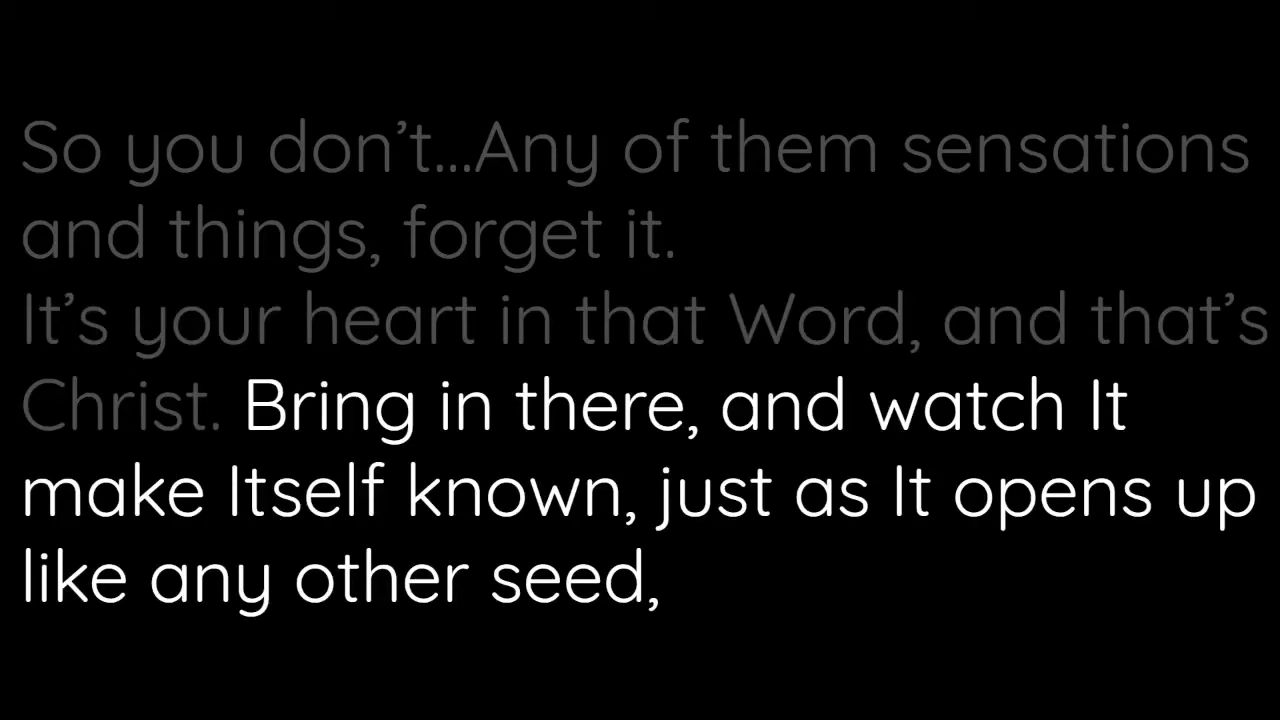 So you don’t...Any of them sensations
and things, forget it.
It’s your heart in that Word, and that’s
Christ. Bring in there, and watch It
make Itself known, just as It opens up
like any other seed,